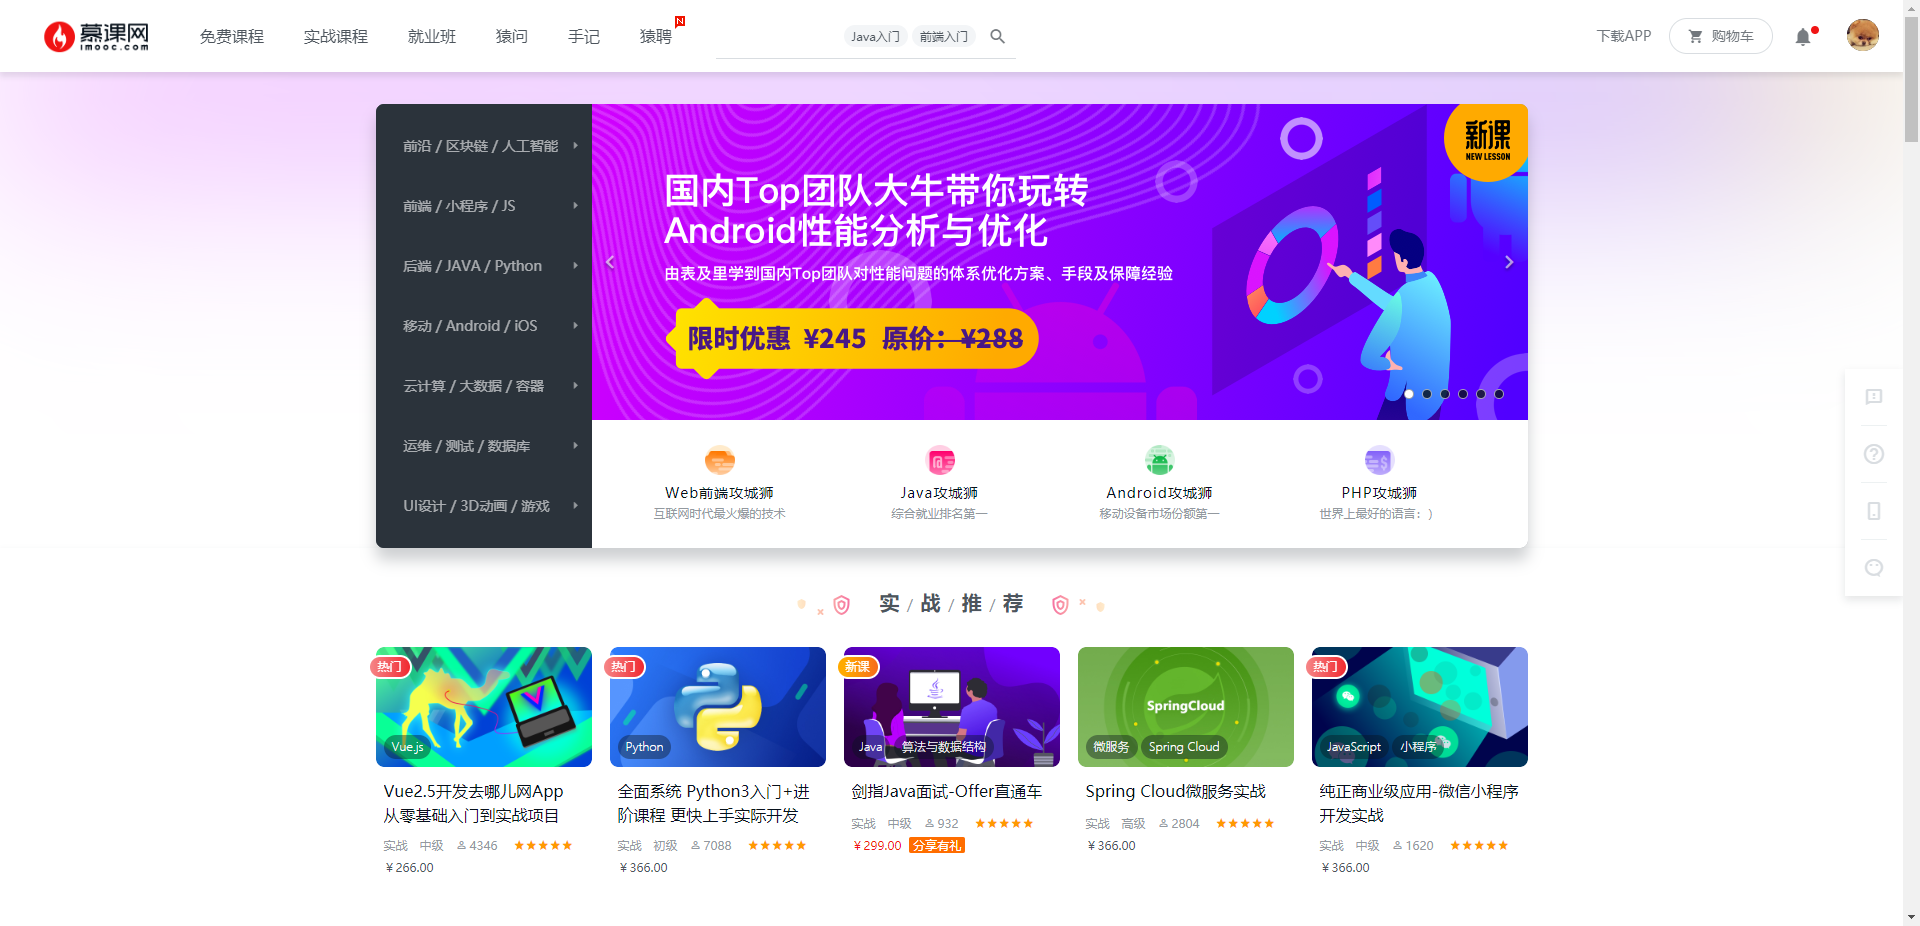 慕课网
imooc.com
免费课程
实战课程
就业班
猿问
手记
猿聘
N
Java入门
前端入门
下载APP
购物车
前沿 / 区块链 / 人工智能
前端 / 小程序 / JS
后端 / JAVA / Python
移动 / Android / iOS
云计算 / 大数据 / 容器
运维 / 测试 / 数据库
UI设计 / 3D动画 / 游戏
新课
NEW LESSON
国内Top团队大牛带你玩转
Android性能分析与优化
由表及里学到国内Top团队对性能问题的体系优化方案、手段及保障经验
限时优惠 ¥245 原价：¥288
Web前端攻城狮
互联网时代最火爆的技术
Java攻城狮
综合就业排名第一
Android攻城狮
移动设备市场份额第一
PHP攻城狮
世界上最好的语言：)
实 / 战 / 推 / 荐
热门
Vue.js
Vue2.5开发去哪儿网App
从零基础入门到实战项目
实战 中级 4346
￥266.00
热门
Python
全面系统 Python3入门+进
阶课程 更快上手实际开发
实战 初级 7088
￥366.00
新课
Java 算法与数据结构
剑指Java面试-Offer直通车
实战 中级 932
￥299.00 分享有礼
SpringCloud
微服务 Spring Cloud
Spring Cloud微服务实战
实战 高级 2804
￥366.00
热门
JavaScript 小程序
纯正商业级应用-微信小程序
开发实战
实战 中级 1620
￥366.00